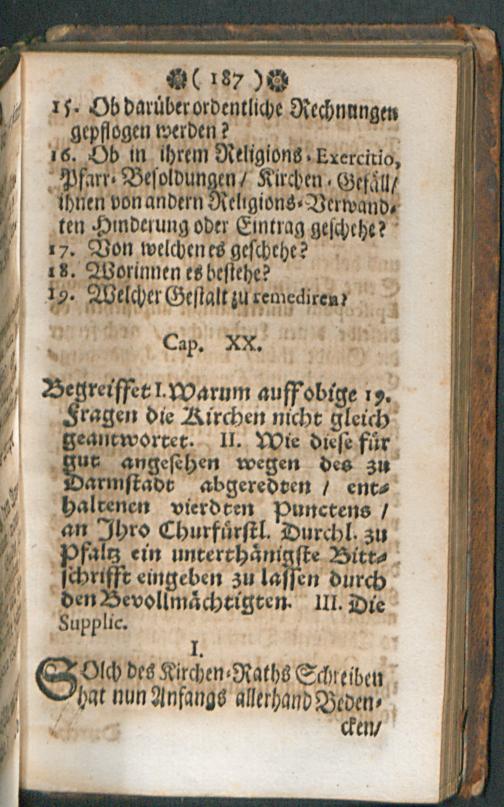 ( 187 )
15. Ob darüber ordentliche Rechnungen
gepflogen werden?
16. Ob in ihrem Religions-Exercitio,
Pfarr-Besoldungen / Kirchen-Gefäll /
ihnen von andern Religions-Verwand-
ten Hinderung oder Eintrag geschehe?
17. Von welchen es geschehe?
18. Worinnen es bestehe?
19. Welcher Gestalt zu remediren?
Cap. XX.
Begreiffet I. Warum auff obige 19.
Fragen die Kirchen nicht gleich
geantwortet. II. Wie diese für
gut angesehen wegen des zu
Darmstadt abgeredten / ent-
haltenen vierdten Punctens /
an Ihro Churfürstl. Durchl. zu
Pfaltz ein unterthänigste Bitt-
schrifft eingeben zu lassen durch
den Bevollmächtigten. III. Die
Supplic.
I.
SOlch des Kirchen-Raths Schreiben
hat nun Anfangs allerhand Beden-
cken /